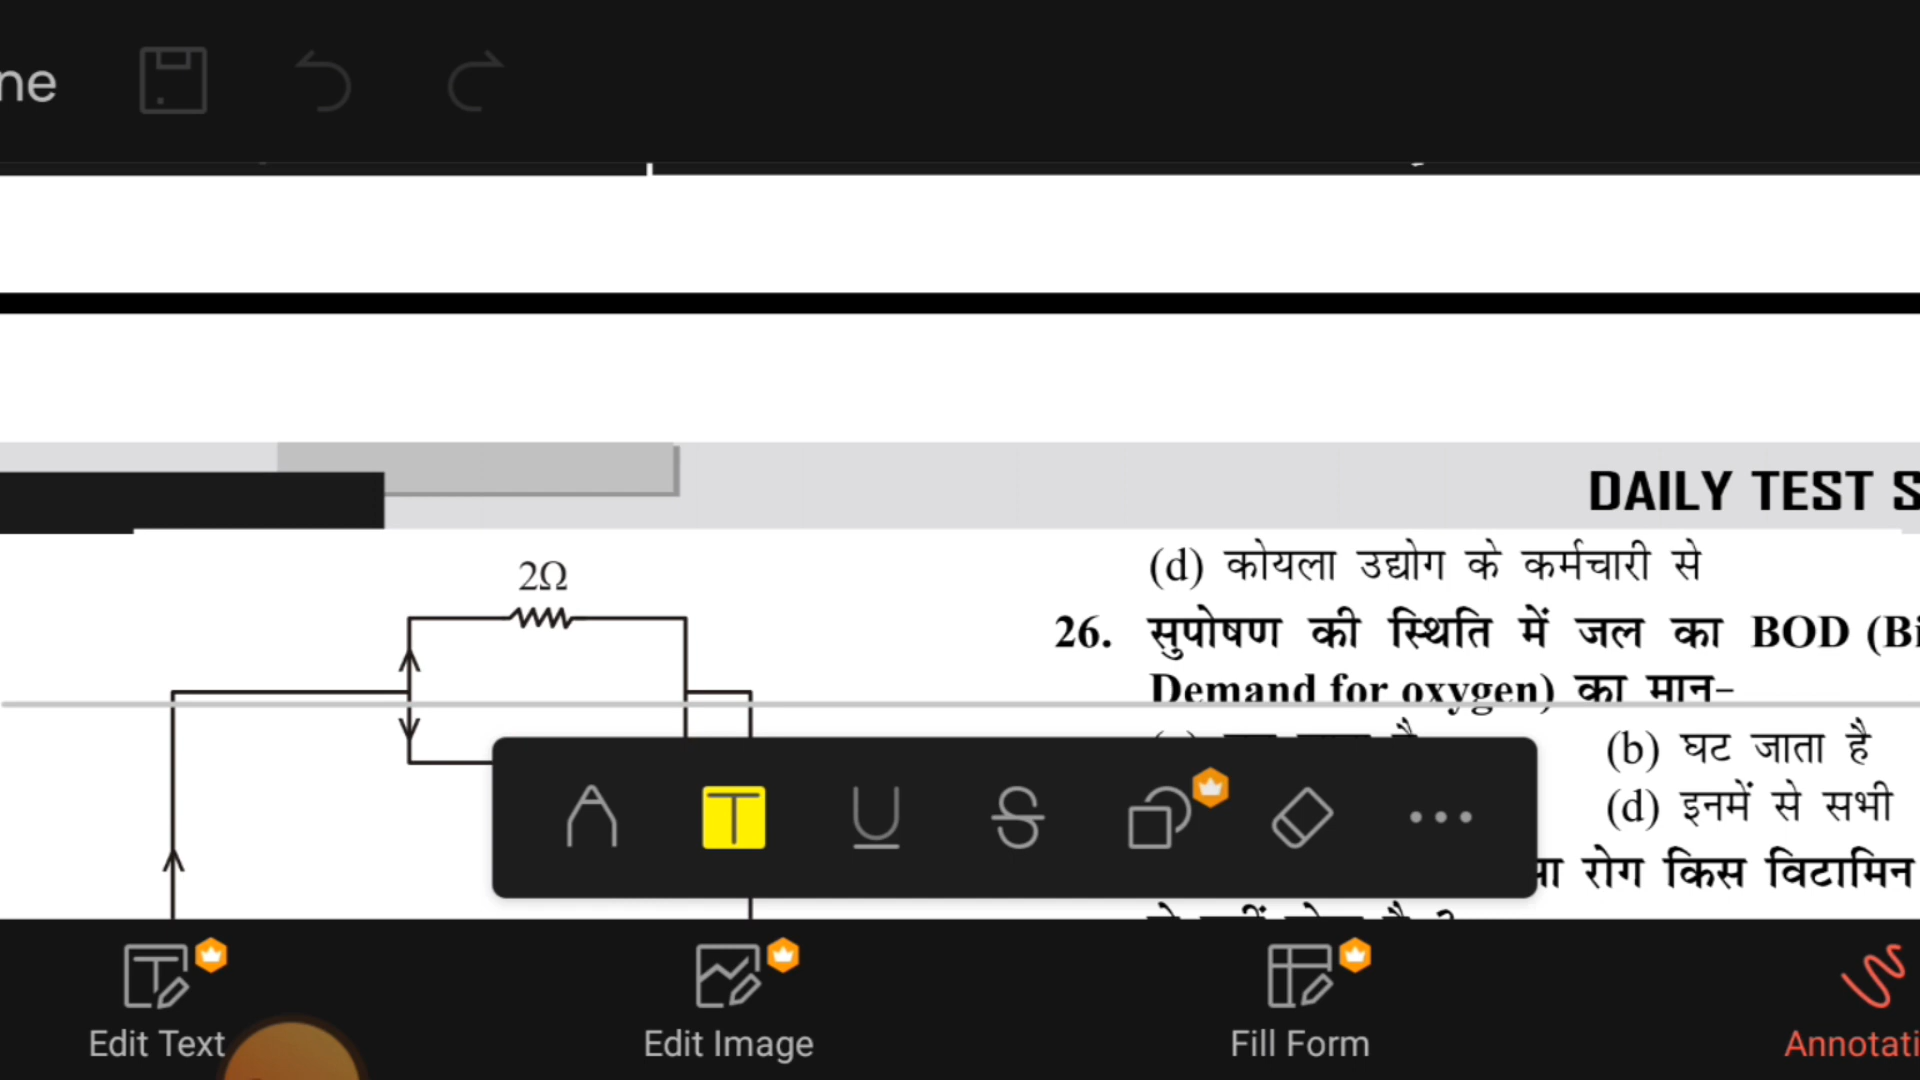 ne
DAILY TEST S
2Ω
(d) कोयला उद्योग के कर्मचारी से
26. सुपोषण की स्थिति में जल का BOD (Bi
Demand for oxygen) का मान–
(b) घट जाता है
(d) इनमें से सभी
रोग किस विटामिन
Edit Text
Edit Image
Fill Form
Annotati